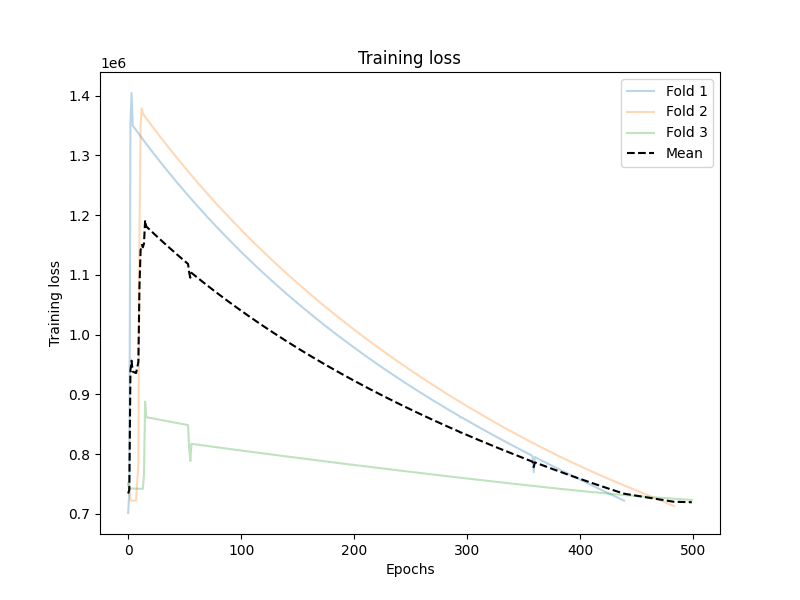 Training loss
1e6
Fold 1
Fold 2
Fold 3
Mean
Training loss
1.4
1.3
1.2
1.1
1.0
0.9
0.8
0.7
0
100
200
300
400
500
Epochs